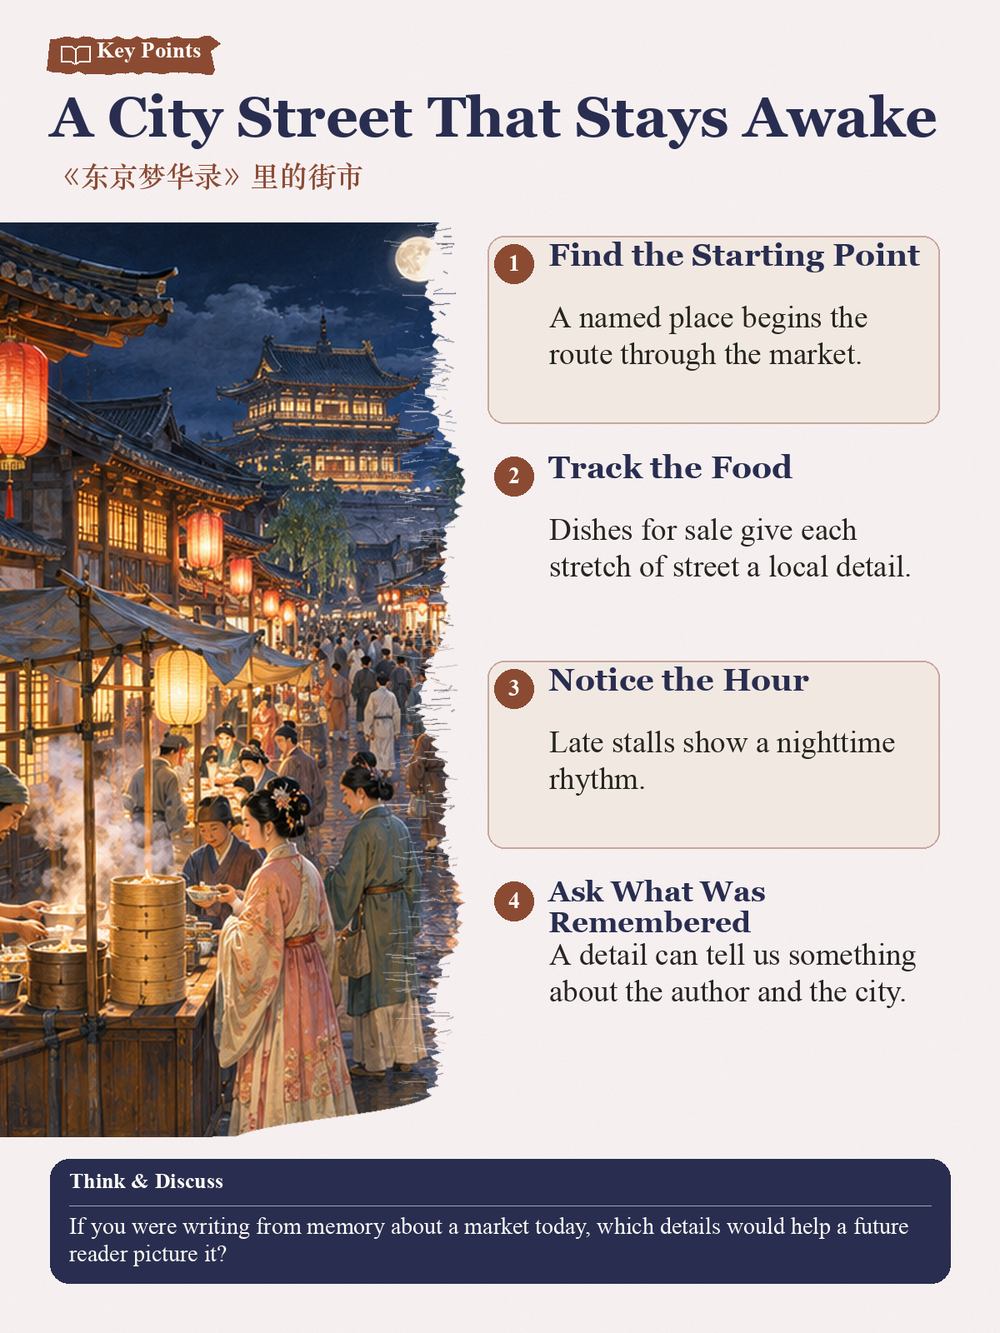 Key Points
A City Street That Stays Awake
《东京梦华录》里的街市
1 Find the Starting Point
A named place begins the
route through the market.
2 Track the Food
Dishes for sale give each
stretch of street a local detail.
3 Notice the Hour
Late stalls show a nighttime
rhythm.
4 Ask What Was
Remembered
A detail can tell us something
about the author and the city.
Think & Discuss
If you were writing from memory about a market today, which details would help a future
reader picture it?